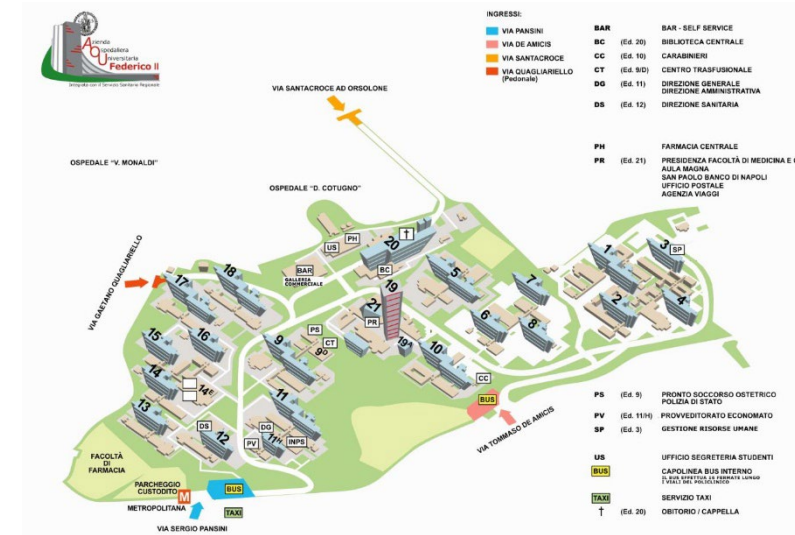 Azienda
Ospedaliera
Universitaria
Federico II
Integrata con il Servizio Sanitario Regionale
INGRESSI:
VIA PANSINI
VIA DE AMICIS
VIA SANTACROCE
VIA QUAGLIARIELLO
(Pedonale)
BAR BAR - SELF SERVICE
BC (Ed. 20) BIBLIOTECA CENTRALE
CC (Ed. 10) CARABINIERI
CT (Ed. 9/D) CENTRO TRASFUSIONALE
DG (Ed. 11) DIREZIONE GENERALE
DIREZIONE AMMINISTRATIVA
DS (Ed. 12) DIREZIONE SANITARIA
PH FARMACIA CENTRALE
PR (Ed. 21) PRESIDENZA FACOLTÀ DI MEDICINA E
AULA MAGNA
SAN PAOLO BANCO DI NAPOLI
UFFICIO POSTALE
AGENZIA VIAGGI
VIA SANTACROCE AD ORSOLONE
OSPEDALE "V. MONALDI"
OSPEDALE "D. COTUGNO"
VIA GAETANO QUAGLIARIELLO
US
PH
20
†
BAR
GALLERIA
COMMERCIALE
BC
17
18
19
21
PR
19A
5
7
1
3
SP
2
4
6
8
15
16
9
PS
CT
9D
10
CC
14
14E
11
BUS
13
DS
12
DG
PV
11H
INPS
VIA TOMMASO DE AMICIS
FACOLTÀ
DI
FARMACIA
PARCHEGGIO
CUSTODITO
M
METROPOLITANA
BUS
TAXI
VIA SERGIO PANSINI
PS (Ed. 9) PRONTO SOCCORSO OSTETRICO
POLIZIA DI STATO
PV (Ed. 11/H) PROVVEDITORATO ECONOMATO
SP (Ed. 3) GESTIONE RISORSE UMANE
US UFFICIO SEGRETERIA STUDENTI
BUS CAPOLINEA BUS INTERNO
IL BUS EFFETTUA 18 FERMATE LUNGO
I VIALI DEL POLICLINICO
TAXI SERVIZIO TAXI
† (Ed. 20) OBITORIO / CAPPELLA